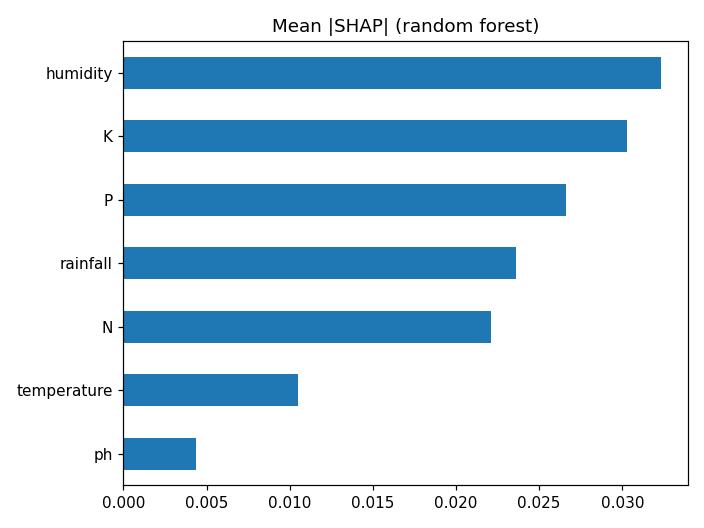 Mean |SHAP| (random forest)
humidity
K
P
rainfall
N
temperature
ph
0.000 0.005 0.010 0.015 0.020 0.025 0.030